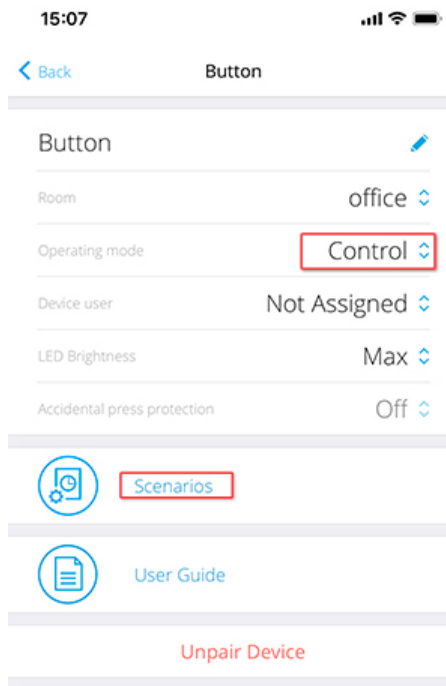 15:07
Back Button
Button
Room office
Operating mode Control
Device user Not Assigned
LED Brightness Max
Accidental press protection Off
Scenarios
User Guide
Unpair Device